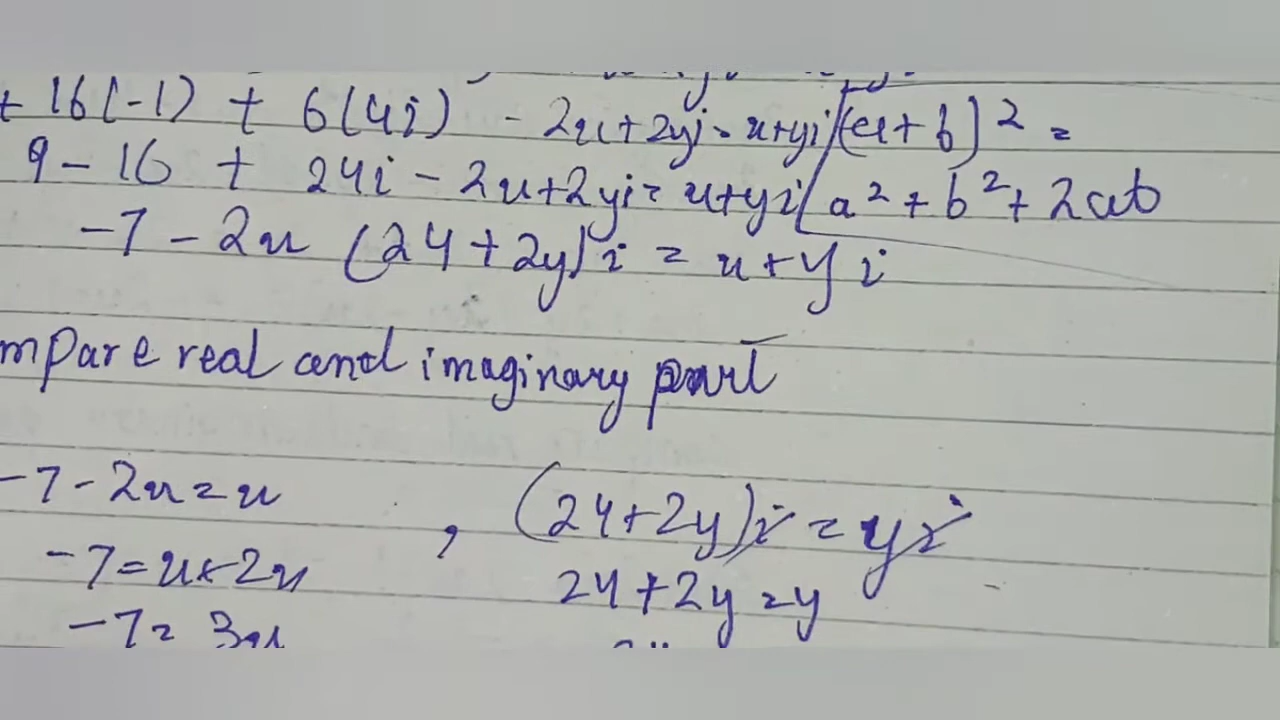 + 16(-1) + 6(4i) - 2x+2yi = x+yi (a+b)² =
9 - 16 + 24i - 2x+2yi = x+yi a² + b² + 2ab
-7 - 2x (24+2y)i = x+yi
mpare real and imaginary part
-7-2x=x , (24+2y)i = yi
-7=x+2x 24+2y=y
-7= 3x